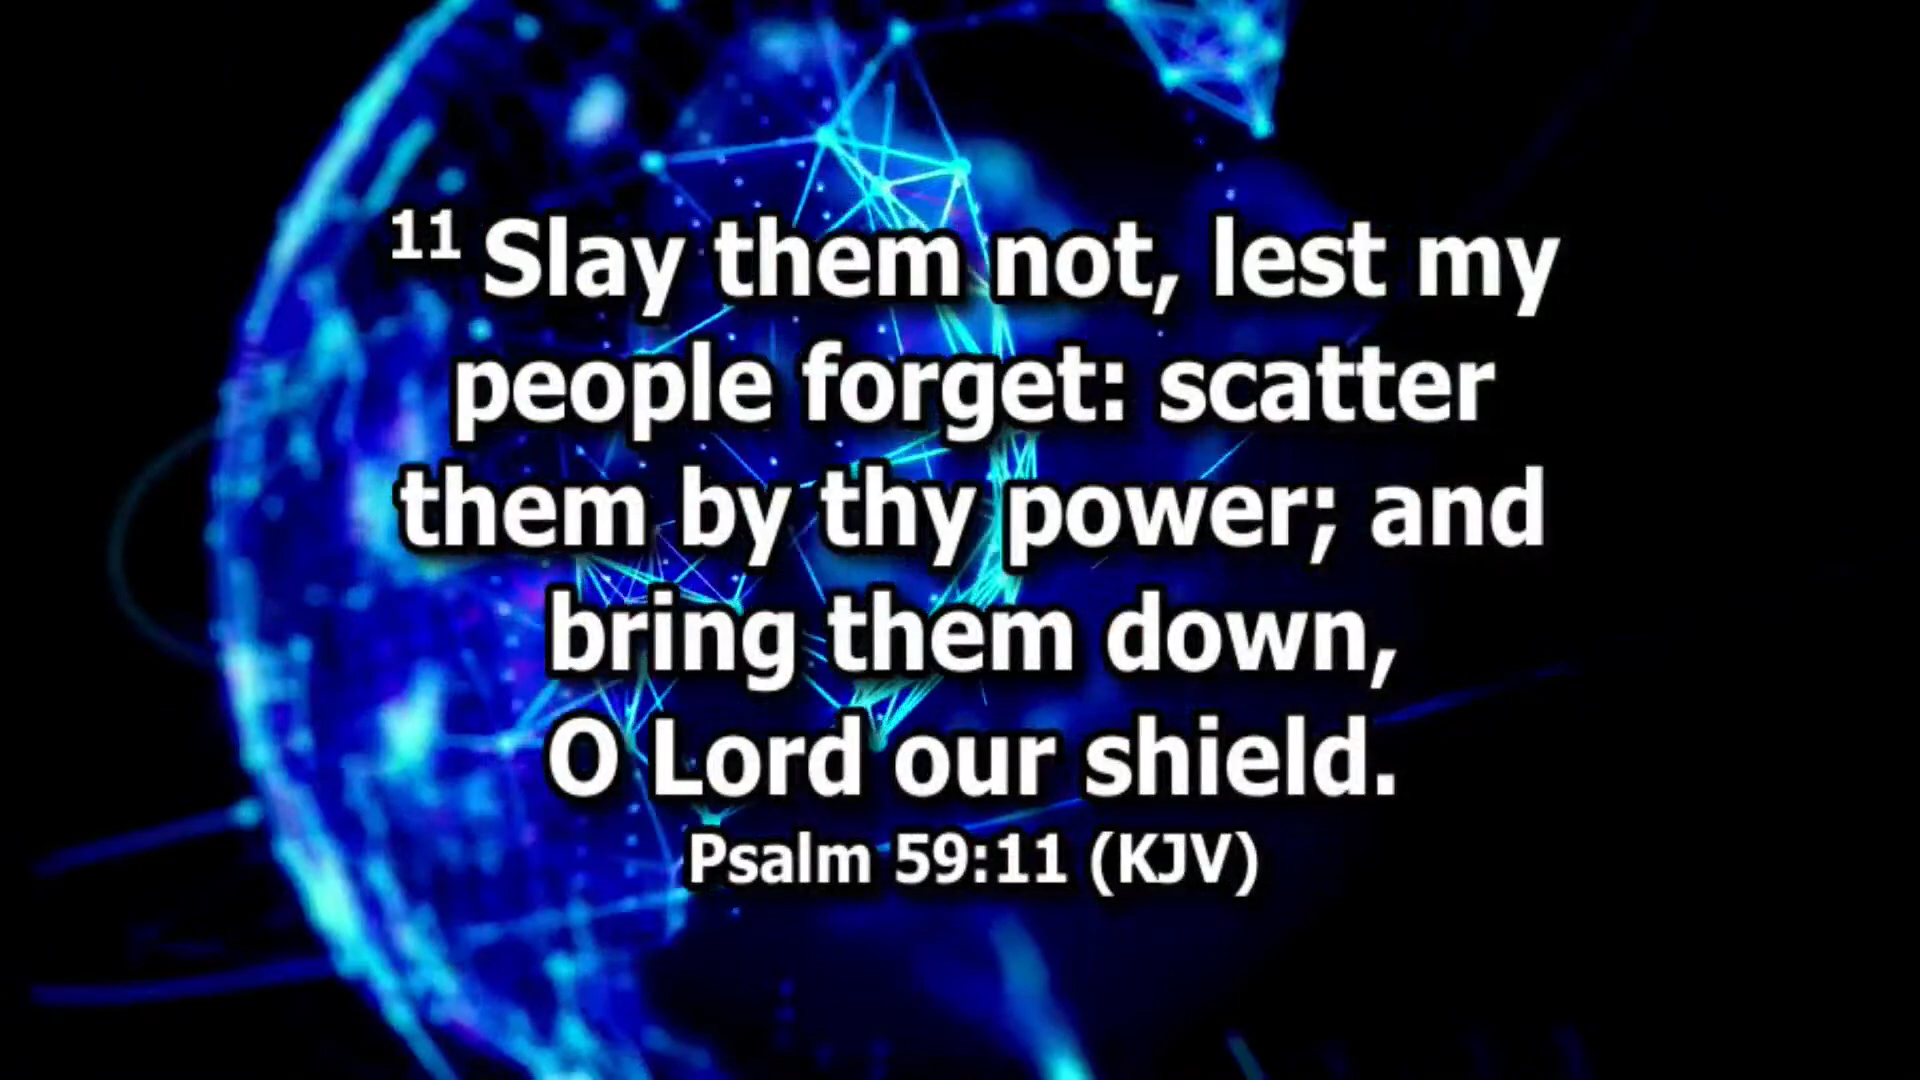 11 Slay them not, lest my
people forget: scatter
them by thy power; and
bring them down,
O Lord our shield.
Psalm 59:11 (KJV)